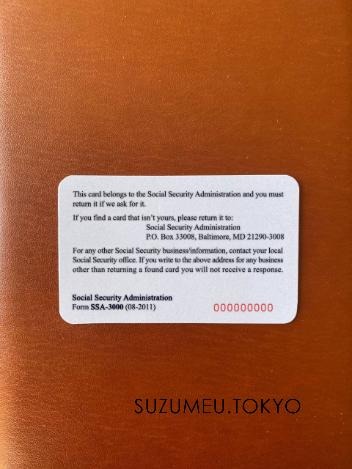 This card belongs to the Social Security Administration and you must
return it if we ask for it.
If you find a card that isn't yours, please return it to:
Social Security Administration
P.O. Box 33008, Baltimore, MD 21290-3008
For any other Social Security business/information, contact your local
Social Security office. If you write to the above address for any business
other than returning a found card you will not receive a response.
Social Security Administration
Form SSA-3000 (08-2011) 000000000
SUZUMEU.TOKYO